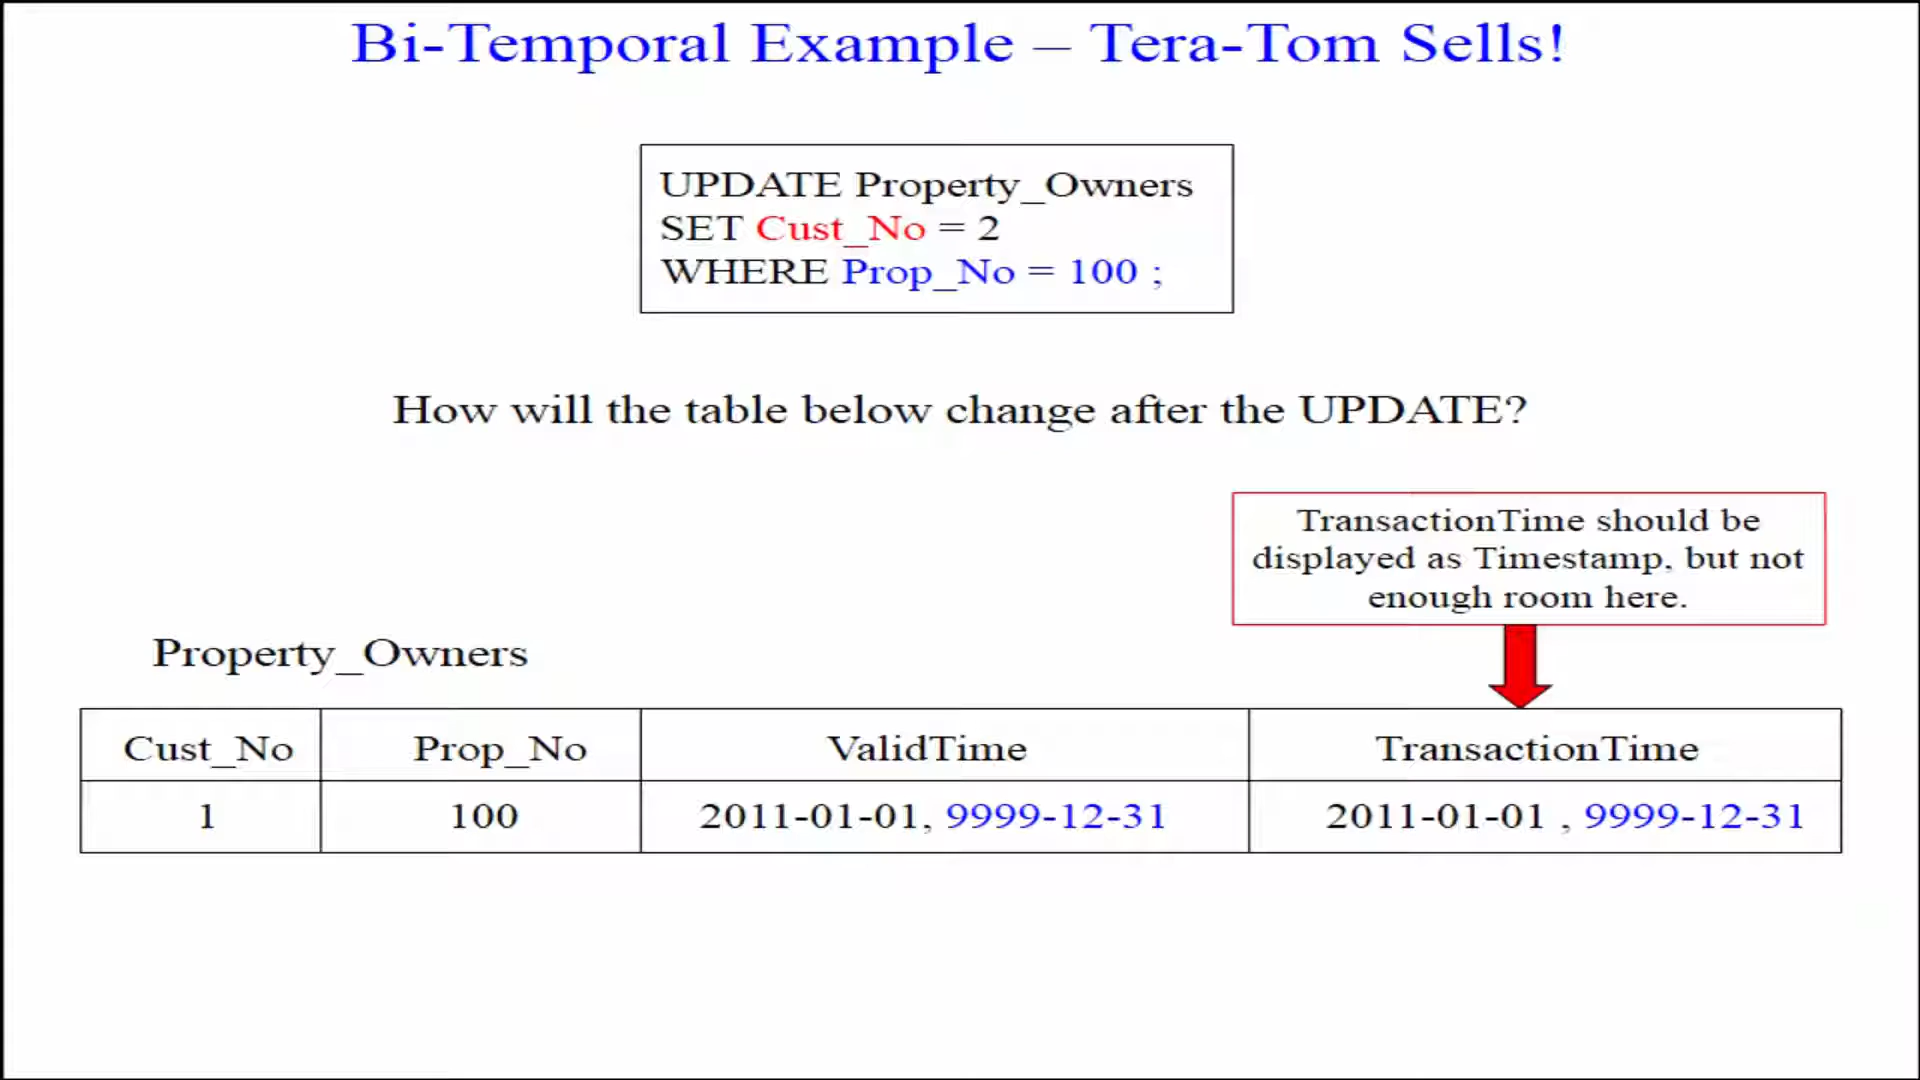 Bi-Temporal Example – Tera-Tom Sells!
UPDATE Property_Owners
SET Cust_No = 2
WHERE Prop_No = 100 ;
How will the table below change after the UPDATE?
TransactionTime should be
displayed as Timestamp, but not
enough room here.
Property_Owners
Cust_No Prop_No ValidTime TransactionTime
1 100 2011-01-01, 9999-12-31 2011-01-01 , 9999-12-31